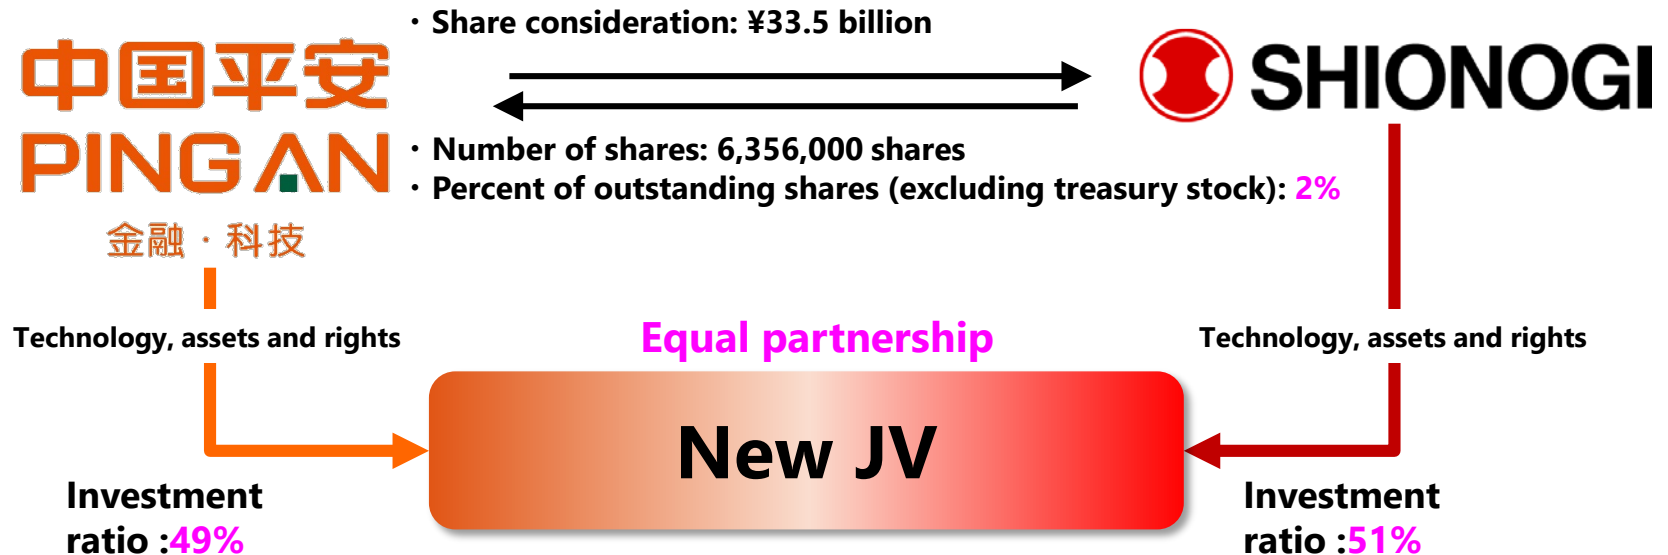 · Share consideration: ¥33.5 billion
中国平安
PING AN
金融·科技
SHIONOGI
· Number of shares: 6,356,000 shares
· Percent of outstanding shares (excluding treasury stock): 2%
Technology, assets and rights
Equal partnership
Technology, assets and rights
New JV
Investment
ratio :49%
Investment
ratio :51%